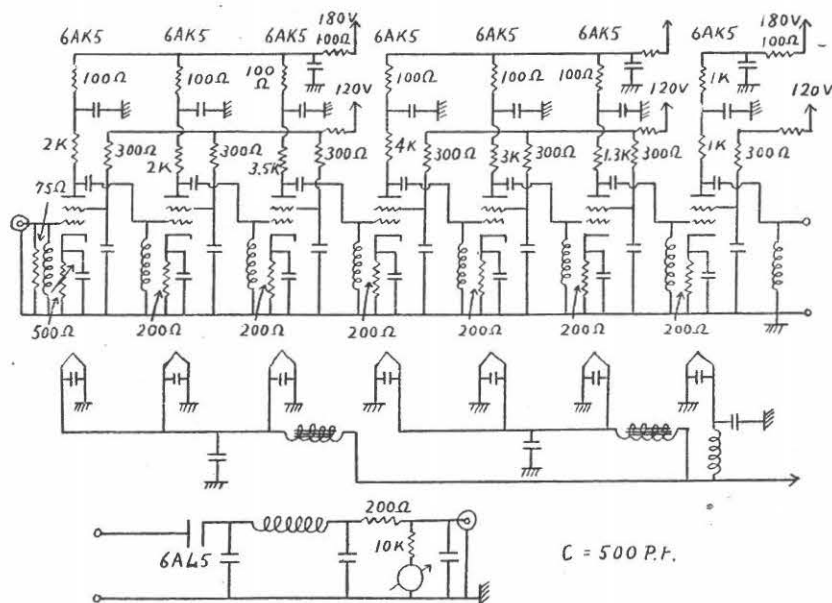 6AK5 6AK5 6AK5 180V 6AK5 6AK5 6AK5 6AK5 180V
100Ω 100Ω
100Ω 100Ω 100Ω 100Ω 100Ω 100Ω 1K
120V 120V
2K 300Ω 2K 300Ω 3.5K 300Ω 4K 300Ω 3K 300Ω 1.3K 300Ω 1K 300Ω
75Ω
500Ω 200Ω 200Ω 200Ω 200Ω 200Ω 200Ω
200Ω
6AL5 10K C = 500 P.F.